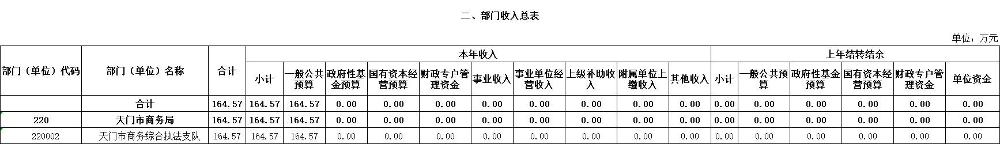 二、部门收入总表
单位：万元
部门（单位）代码 部门（单位）名称 合计 本年收入 上年结转结余
小计 一般公共预算 政府性基金预算 国有资本经营预算 财政专户管理资金 事业收入 事业单位经营收入 上级补助收入 附属单位上缴收入 其他收入 小计 一般公共预算 政府性基金预算 国有资本经营预算 财政专户管理资金 单位资金
合计 164.57 164.57 164.57 0.00 0.00 0.00 0.00 0.00 0.00 0.00 0.00 0.00 0.00 0.00 0.00 0.00 0.00
220 天门市商务局 164.57 164.57 164.57 0.00 0.00 0.00 0.00 0.00 0.00 0.00 0.00 0.00 0.00 0.00 0.00 0.00 0.00
220002 天门市商务综合执法支队 164.57 164.57 164.57 0.00 0.00 0.00 0.00 0.00 0.00 0.00 0.00 0.00 0.00 0.00 0.00 0.00 0.00